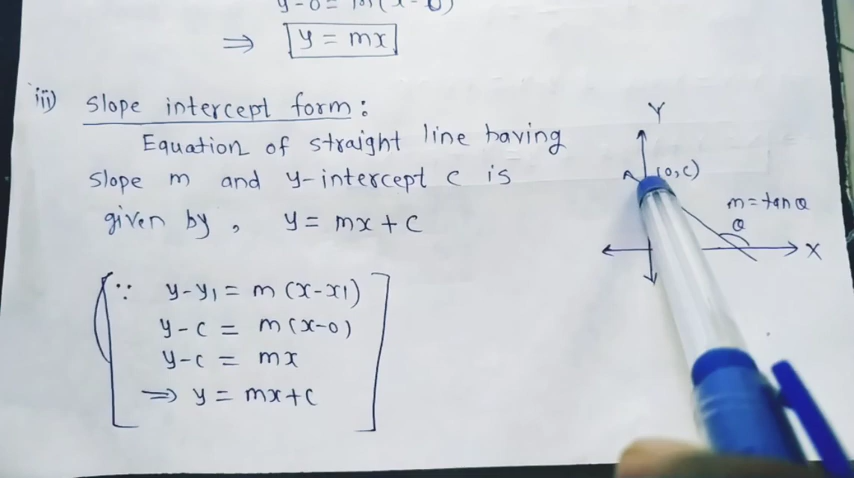 ⇒ y = mx
iii) Slope intercept form:
Equation of straight line having
slope m and y-intercept c is
given by, y = mx + c
∵ y-y₁ = m (x-x₁)
y-c = m(x-0)
y-c = mx
⇒ y = mx+c
Y
A (0,c)
m = tanθ
θ
X